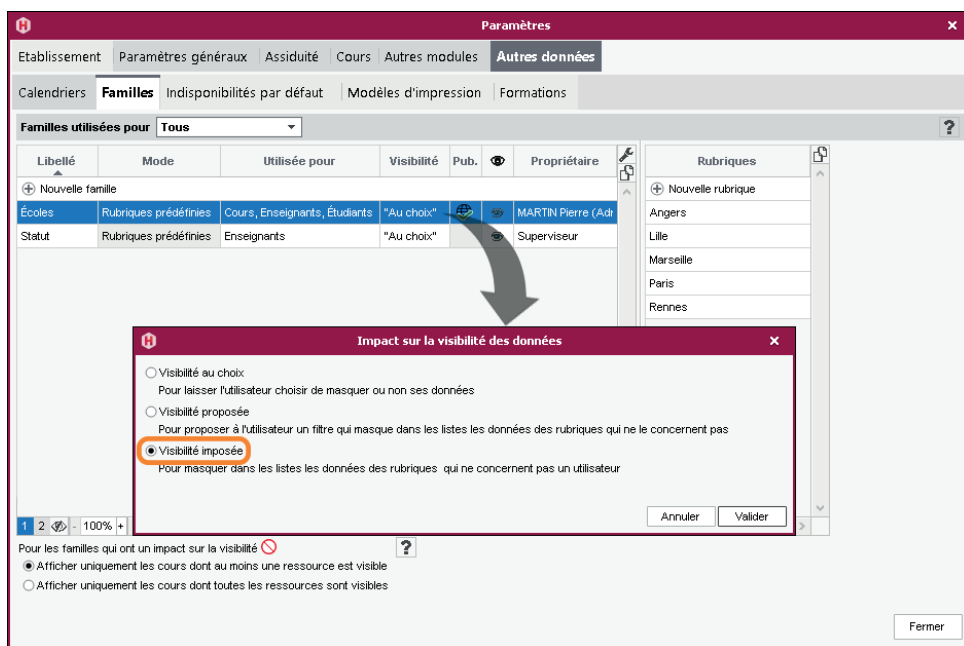 Paramètres
Etablissement Paramètres généraux Assiduité Cours Autres modules Autres données
Calendriers Familles Indisponibilités par défaut Modèles d'impression Formations
Familles utilisées pour Tous ?
Libellé Mode Utilisée pour Visibilité Pub. Propriétaire Rubriques
Nouvelle famille Nouvelle rubrique
Écoles Rubriques prédéfinies Cours, Enseignants, Étudiants "Au choix" MARTIN Pierre (Adr Angers
Statut Rubriques prédéfinies Enseignants "Au choix" Superviseur Lille
Marseille
Paris
Rennes
Impact sur la visibilité des données
Visibilité au choix
Pour laisser l'utilisateur choisir de masquer ou non ses données
Visibilité proposée
Pour proposer à l'utilisateur un filtre qui masque dans les listes les données des rubriques qui ne le concernent pas
Visibilité imposée
Pour masquer dans les listes les données des rubriques qui ne concernent pas un utilisateur
Annuler Valider
1 2 - 100% +
Pour les familles qui ont un impact sur la visibilité ?
Afficher uniquement les cours dont au moins une ressource est visible
Afficher uniquement les cours dont toutes les ressources sont visibles
Fermer